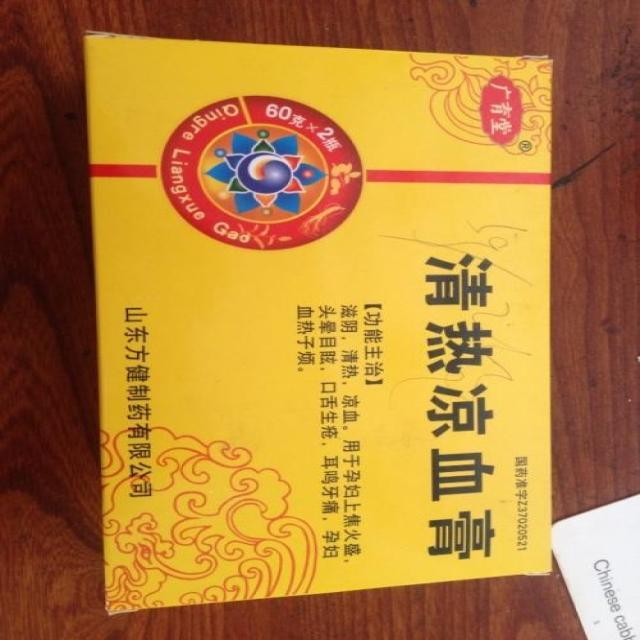 广育堂
®
清热凉血膏
国药准字Z37020521
60克×2瓶
Qingre Liangxue Gao
【功能主治】
滋阴，清热，凉血。用于孕妇上焦火盛，
头晕目眩，口舌生疮，耳鸣牙痛，孕妇
血热子烦。
山东方健制药有限公司
Chinese